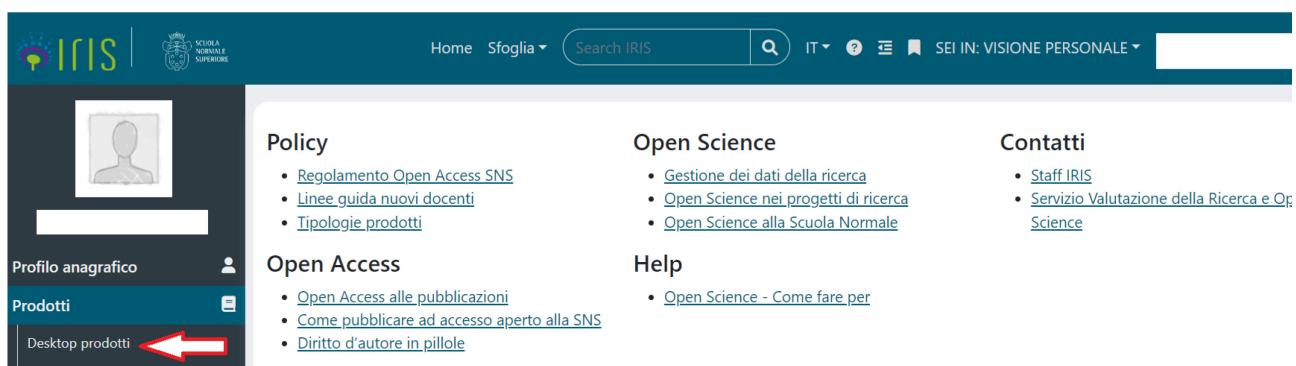 IRIS
SCUOLA
NORMALE
SUPERIORE
Home Sfoglia Search IRIS IT ? SEI IN: VISIONE PERSONALE
Policy
Regolamento Open Access SNS
Linee guida nuovi docenti
Tipologie prodotti
Open Science
Gestione dei dati della ricerca
Open Science nei progetti di ricerca
Open Science alla Scuola Normale
Contatti
Staff IRIS
Servizio Valutazione della Ricerca e Op
Science
Profilo anagrafico
Prodotti
Desktop prodotti
Open Access
Open Access alle pubblicazioni
Come pubblicare ad accesso aperto alla SNS
Diritto d'autore in pillole
Help
Open Science - Come fare per